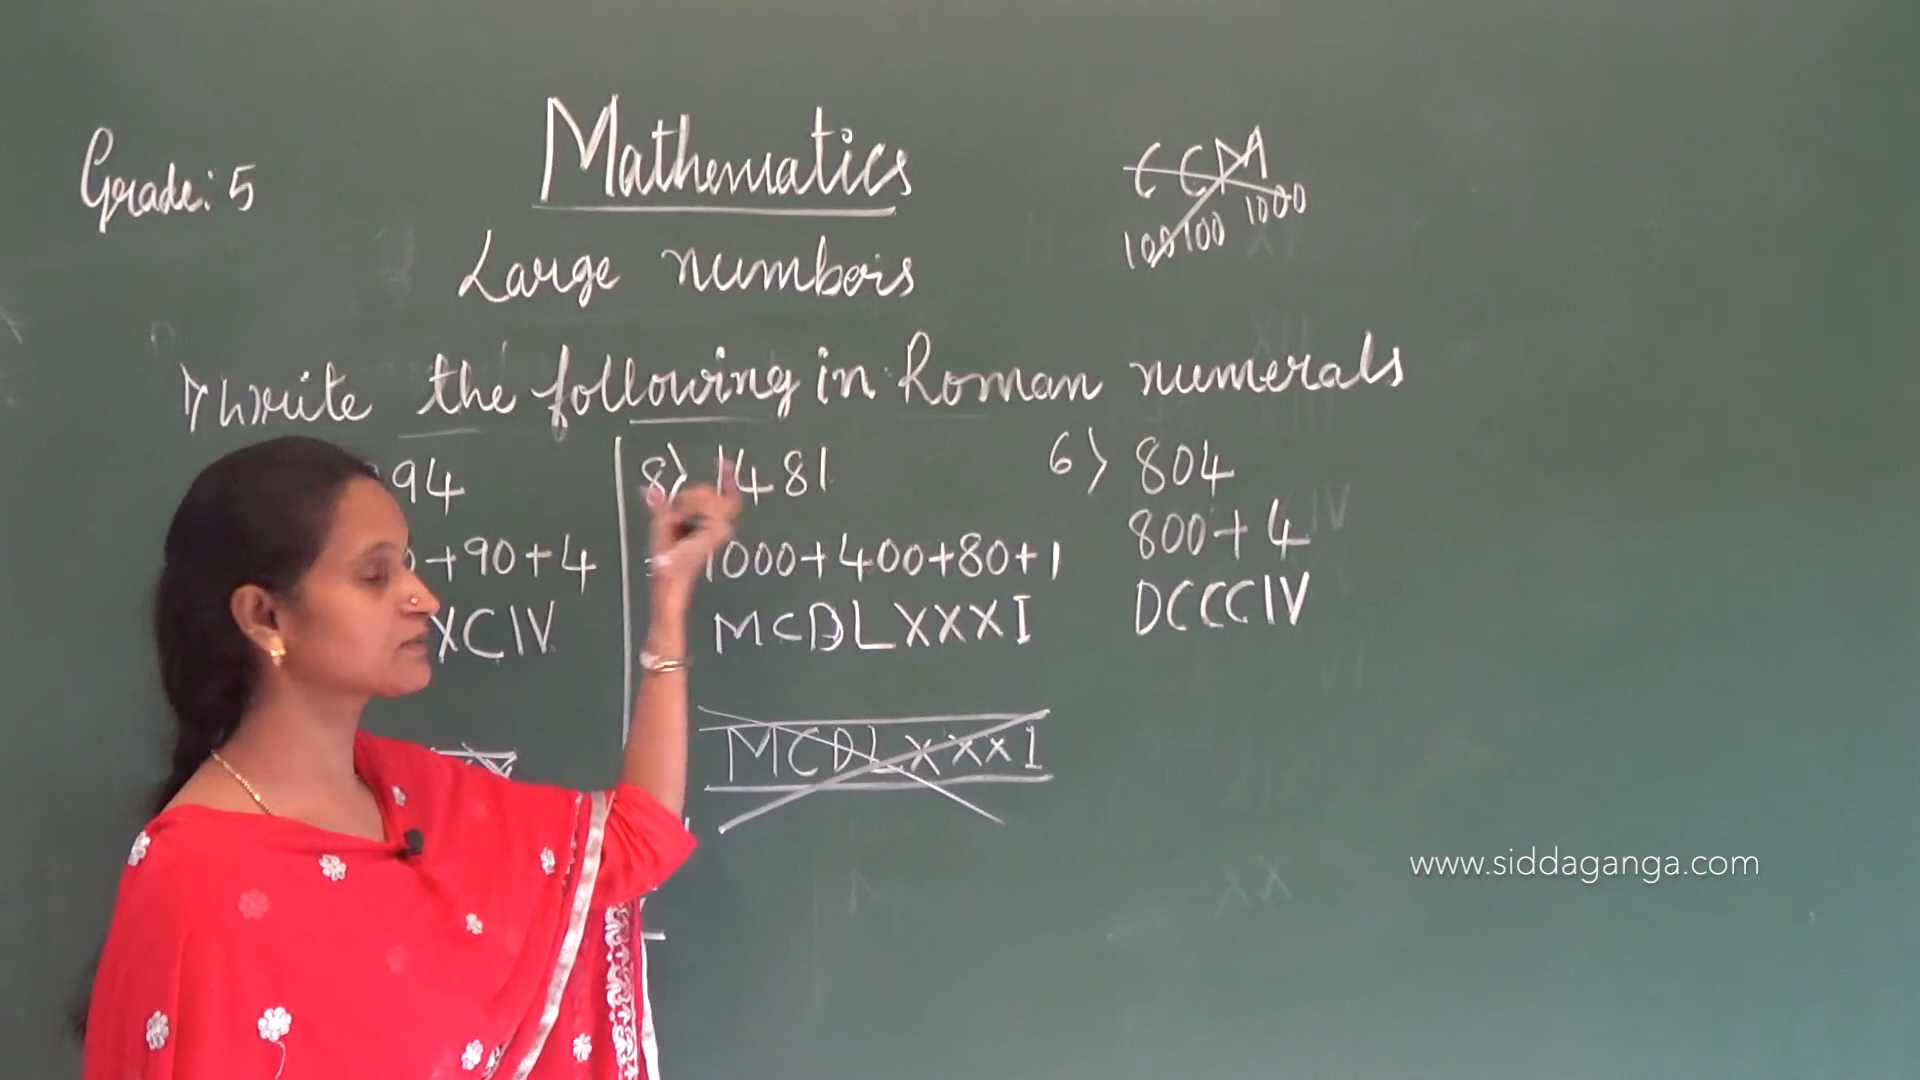 Grade: 5
Mathematics
CCM
100 100 1000
Large numbers
I> Write the following in Roman numerals
94
+90+4
XCIV
8> 1481
= 1000+400+80+1
MCDLXXXI
MCDLXXXI
6> 804
800+4
DCCCIV
www.siddaganga.com